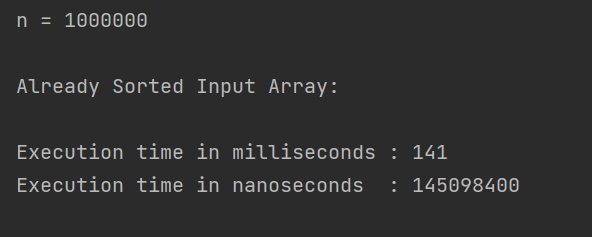 n = 1000000
Already Sorted Input Array:
Execution time in milliseconds : 141
Execution time in nanoseconds  : 145098400